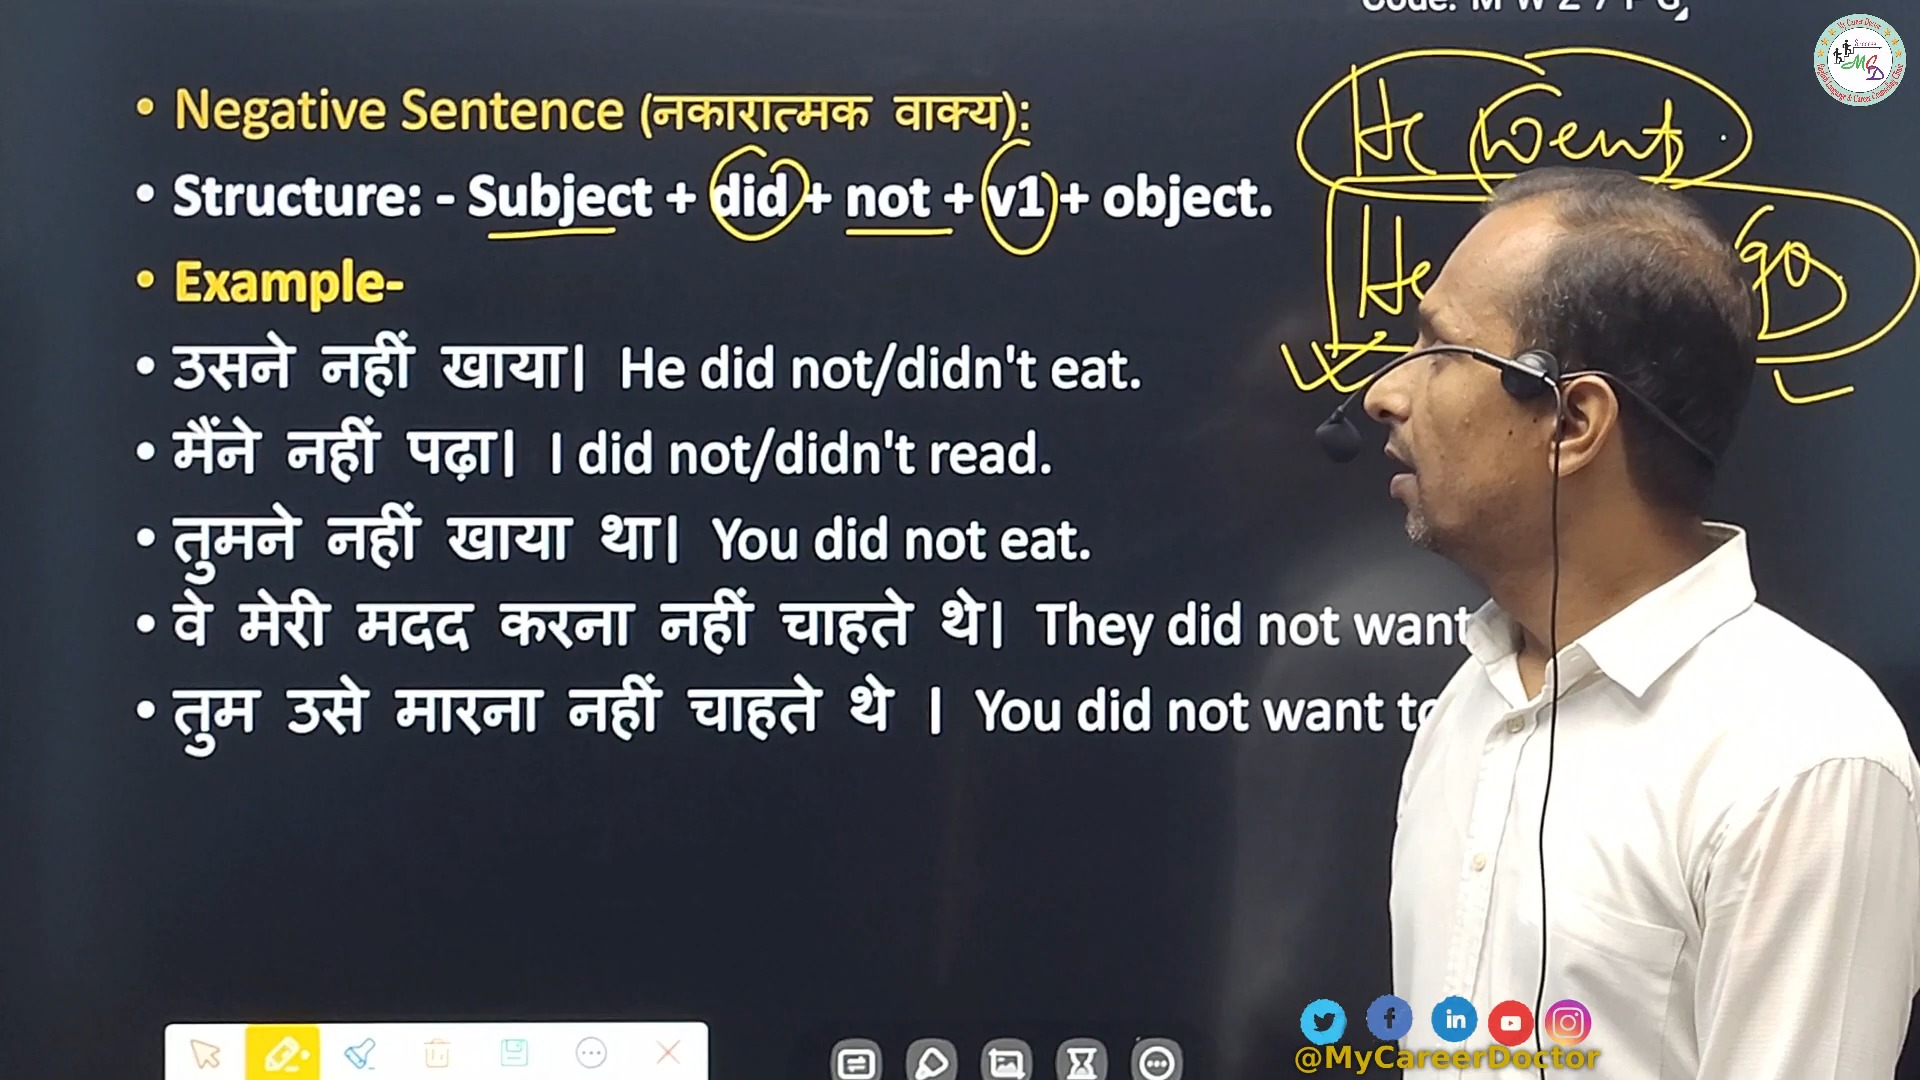 • Negative Sentence (नकारात्मक वाक्य):
• Structure: - Subject + did + not + v1 + object.
• Example-
• उसने नहीं खाया। He did not/didn't eat.
• मैंने नहीं पढ़ा। I did not/didn't read.
• तुमने नहीं खाया था। You did not eat.
• वे मेरी मदद करना नहीं चाहते थे। They did not want
• तुम उसे मारना नहीं चाहते थे । You did not want to
He went
He go
MCD
@MyCareerDoctor